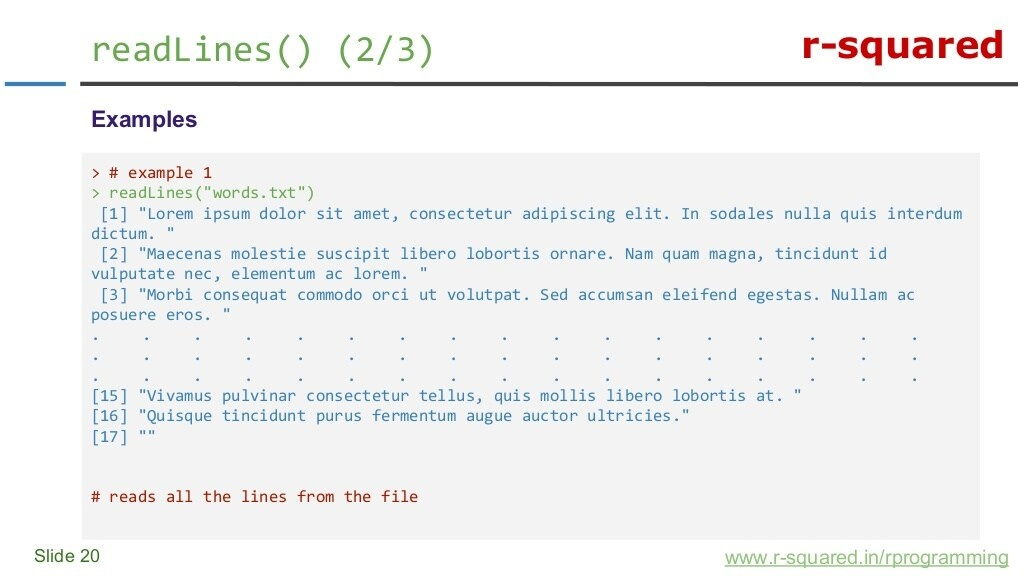 readLines() (2/3)
r-squared
Examples
> # example 1
> readLines("words.txt")
[1] "Lorem ipsum dolor sit amet, consectetur adipiscing elit. In sodales nulla quis interdum
dictum. "
[2] "Maecenas molestie suscipit libero lobortis ornare. Nam quam magna, tincidunt id
vulputate nec, elementum ac lorem. "
[3] "Morbi consequat commodo orci ut volutpat. Sed accumsan eleifend egestas. Nullam ac
posuere eros. "
. . . . . . . . . . . . . . . . .
. . . . . . . . . . . . . . . . .
. . . . . . . . . . . . . . . . .
[15] "Vivamus pulvinar consectetur tellus, quis mollis libero lobortis at. "
[16] "Quisque tincidunt purus fermentum augue auctor ultricies."
[17] ""
# reads all the lines from the file
Slide 20
www.r-squared.in/rprogramming